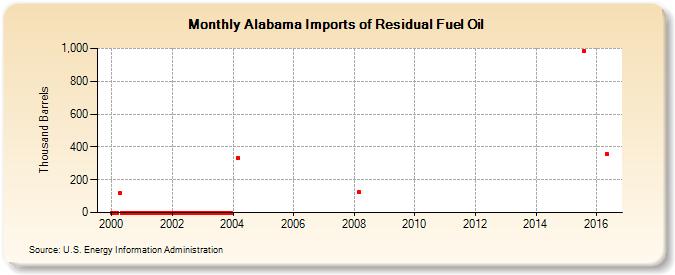 Monthly Alabama Imports of Residual Fuel Oil
Thousand Barrels
1,000
800
600
400
200
0
2000 2002 2004 2006 2008 2010 2012 2014 2016
Source: U.S. Energy Information Administration